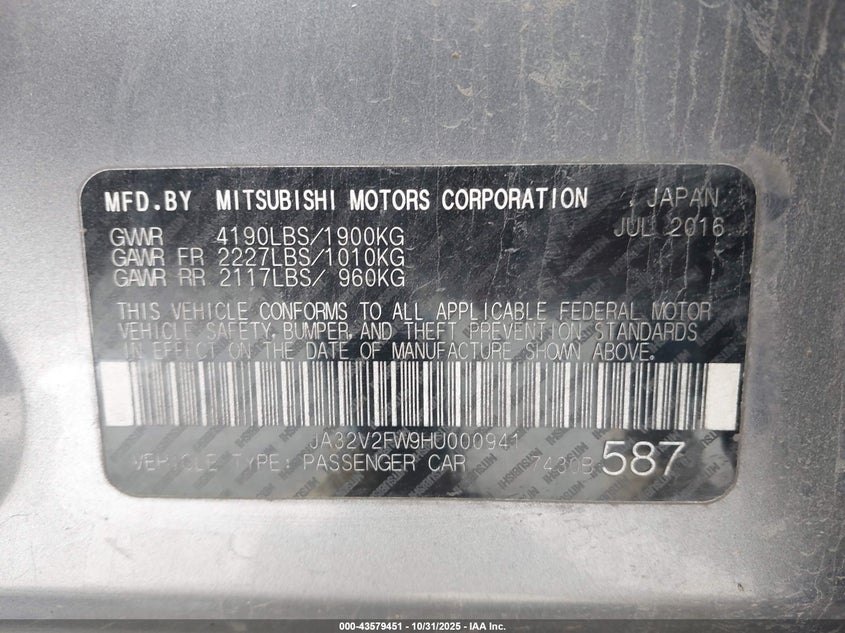 MFD.BY MITSUBISHI MOTORS CORPORATION JAPAN
JUL 2016
GVWR 4190LBS/1900KG
GAWR FR 2227LBS/1010KG
GAWR RR 2117LBS/ 960KG
THIS VEHICLE CONFORMS TO ALL APPLICABLE FEDERAL MOTOR
VEHICLE SAFETY, BUMPER, AND THEFT PREVENTION STANDARDS
IN EFFECT ON THE DATE OF MANUFACTURE SHOWN ABOVE.
JA32V2FW9HU000941
VEHICLE TYPE: PASSENGER CAR 7430B 587
000-43579451 - 10/31/2025 - IAA Inc.